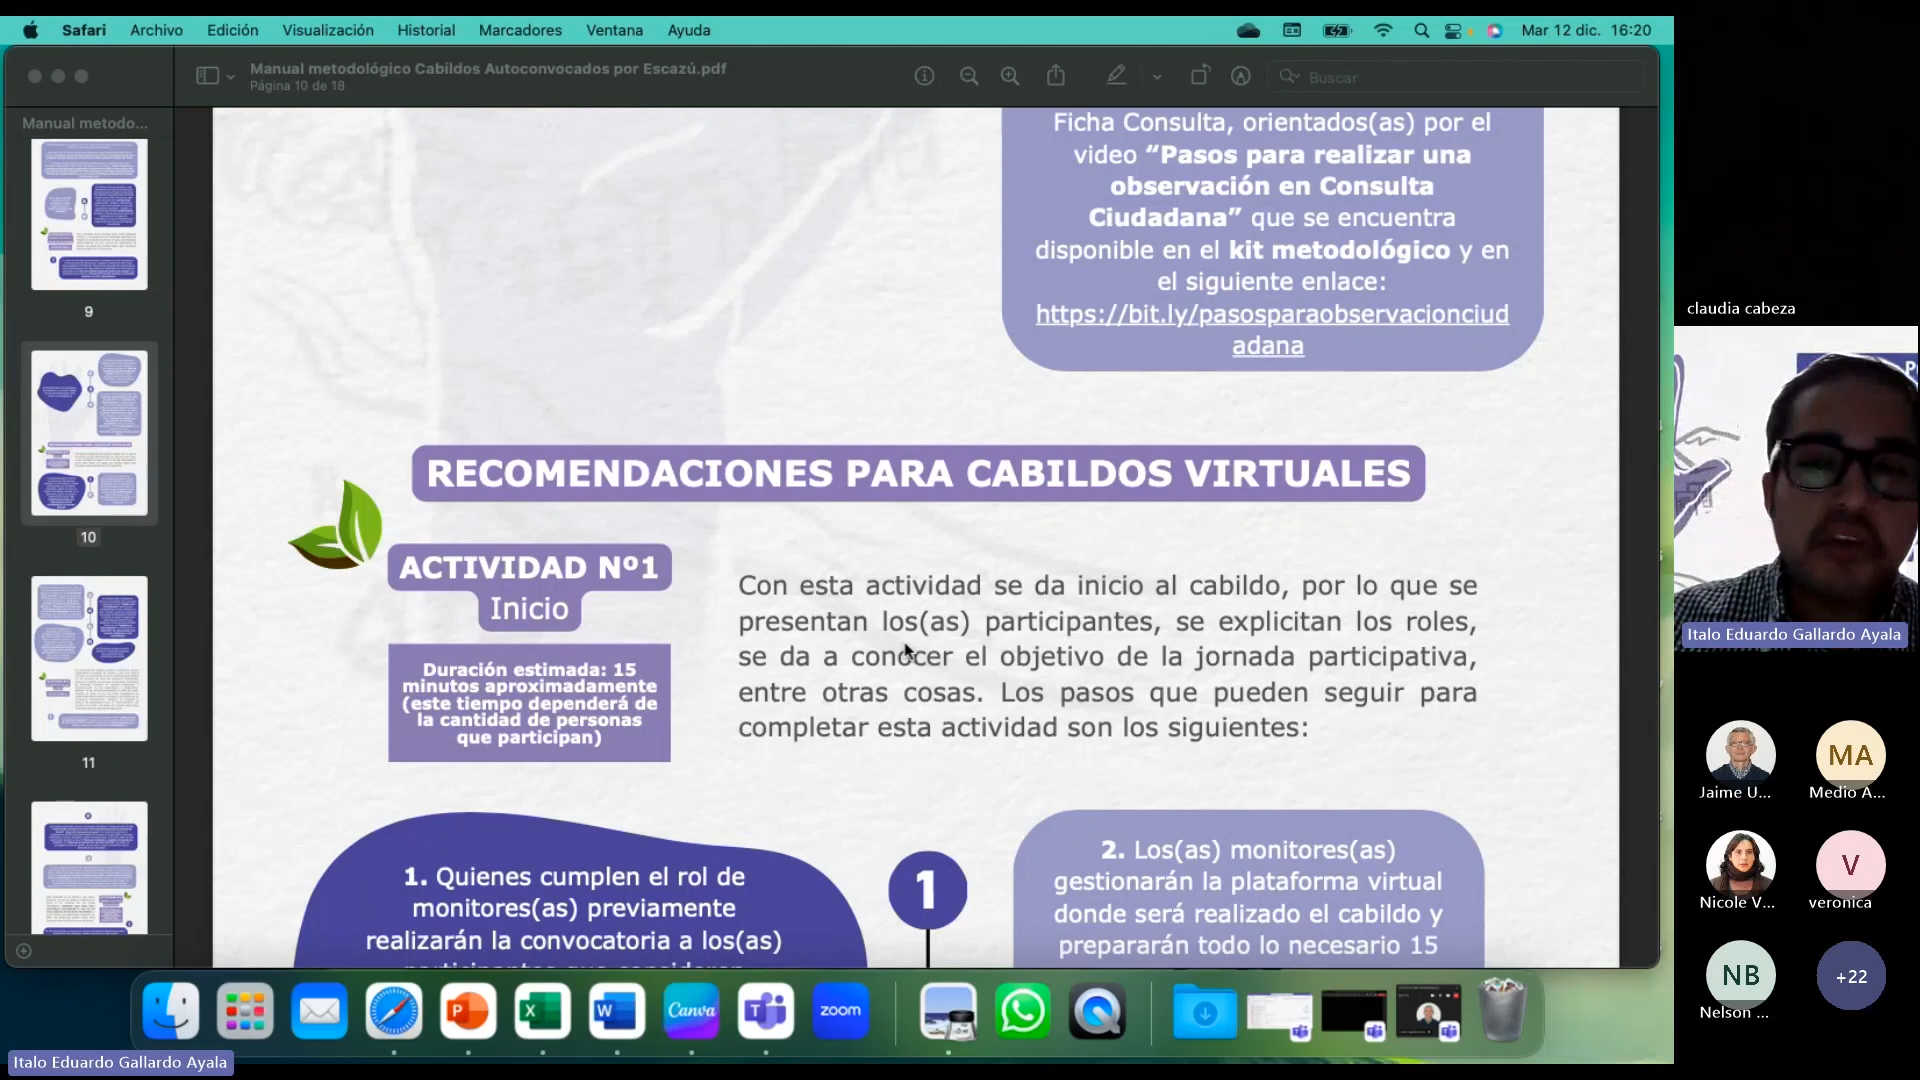 Safari Archivo Edición Visualización Historial Marcadores Ventana Ayuda
Mar 12 dic. 16:20
Manual metodológico Cabildos Autoconvocados por Escazú.pdf
Página 10 de 18
Buscar
Manual metodo...
9
10
11
Ficha Consulta, orientados(as) por el
video “Pasos para realizar una
observación en Consulta
Ciudadana” que se encuentra
disponible en el kit metodológico y en
el siguiente enlace:
https://bit.ly/pasosparaobservacionciud
adana
RECOMENDACIONES PARA CABILDOS VIRTUALES
ACTIVIDAD Nº1
Inicio
Duración estimada: 15
minutos aproximadamente
(este tiempo dependerá de
la cantidad de personas
que participan)
Con esta actividad se da inicio al cabildo, por lo que se
presentan los(as) participantes, se explicitan los roles,
se da a conocer el objetivo de la jornada participativa,
entre otras cosas. Los pasos que pueden seguir para
completar esta actividad son los siguientes:
1. Quienes cumplen el rol de
monitores(as) previamente
realizarán la convocatoria a los(as)
1
2. Los(as) monitores(as)
gestionarán la plataforma virtual
donde será realizado el cabildo y
prepararán todo lo necesario 15
Canva
zoom
Italo Eduardo Gallardo Ayala
claudia cabeza
Italo Eduardo Gallardo Ayala
Jaime U...
MA
Medio A...
Nicole V...
V
veronica
NB
Nelson ...
+22